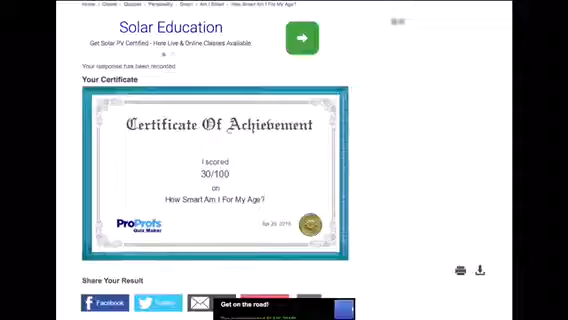 Home › Create › Quizzes › Personality › Smart › Am I Smart › How Smart Am I For My Age?
Solar Education
Get Solar PV Certified - Here Live & Online Classes Available.
Your response has been recorded
Your Certificate
Certificate Of Achievement
I scored
30/100
on
How Smart Am I For My Age?
ProProfs
Quiz Maker
Share Your Result
Facebook
Twitter
Get on the road!